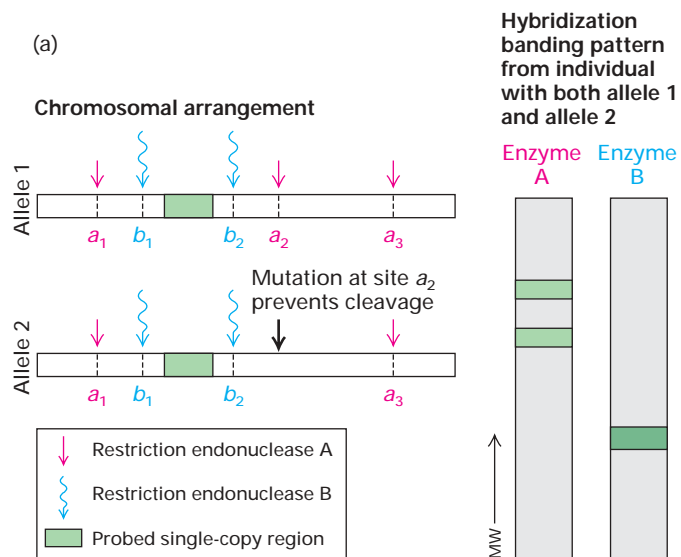 (a)
Chromosomal arrangement
Allele 1
a1 b1 b2 a2 a3
Mutation at site a2
prevents cleavage
Allele 2
a1 b1 b2 a3
Restriction endonuclease A
Restriction endonuclease B
Probed single-copy region
Hybridization
banding pattern
from individual
with both allele 1
and allele 2
Enzyme
A
Enzyme
B
MW